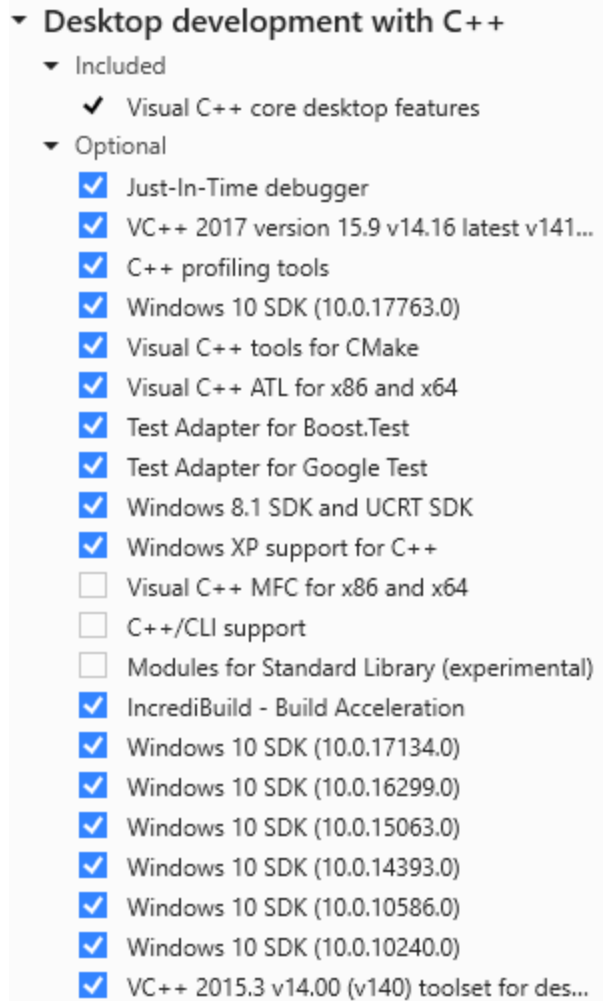 Desktop development with C++
Included
Visual C++ core desktop features
Optional
Just-In-Time debugger
VC++ 2017 version 15.9 v14.16 latest v141...
C++ profiling tools
Windows 10 SDK (10.0.17763.0)
Visual C++ tools for CMake
Visual C++ ATL for x86 and x64
Test Adapter for Boost.Test
Test Adapter for Google Test
Windows 8.1 SDK and UCRT SDK
Windows XP support for C++
Visual C++ MFC for x86 and x64
C++/CLI support
Modules for Standard Library (experimental)
IncrediBuild - Build Acceleration
Windows 10 SDK (10.0.17134.0)
Windows 10 SDK (10.0.16299.0)
Windows 10 SDK (10.0.15063.0)
Windows 10 SDK (10.0.14393.0)
Windows 10 SDK (10.0.10586.0)
Windows 10 SDK (10.0.10240.0)
VC++ 2015.3 v14.00 (v140) toolset for des...